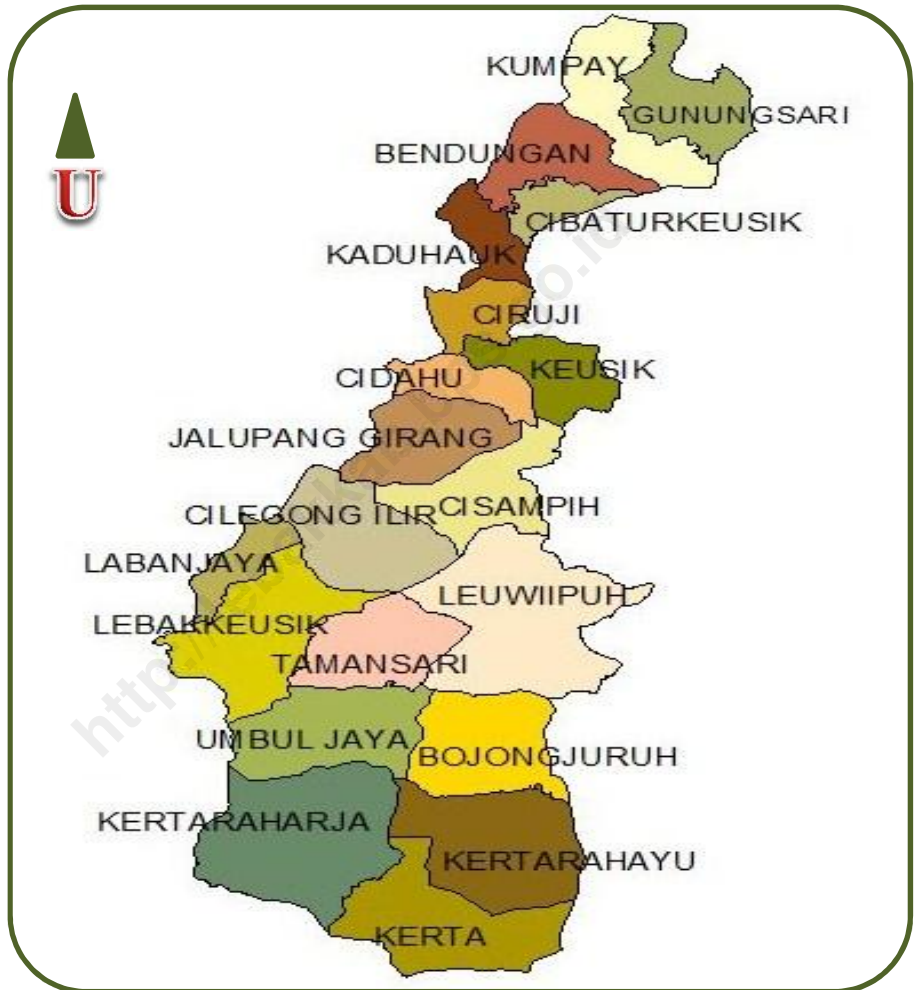 KUMPAY
GUNUNGSARI
U
BENDUNGAN
CIBATURKEUSIK
KADUHAUK
CIRUJI
KEUSIK
CIDAHU
JALUPANG GIRANG
CISAMPIH
CILEGONG ILIR
LABANJAYA
LEUWIIPUH
LEBAKKEUSIK
TAMANSARI
UMBUL JAYA
BOJONGJURUH
KERTARAHARJA
KERTARAHAYU
KERTA